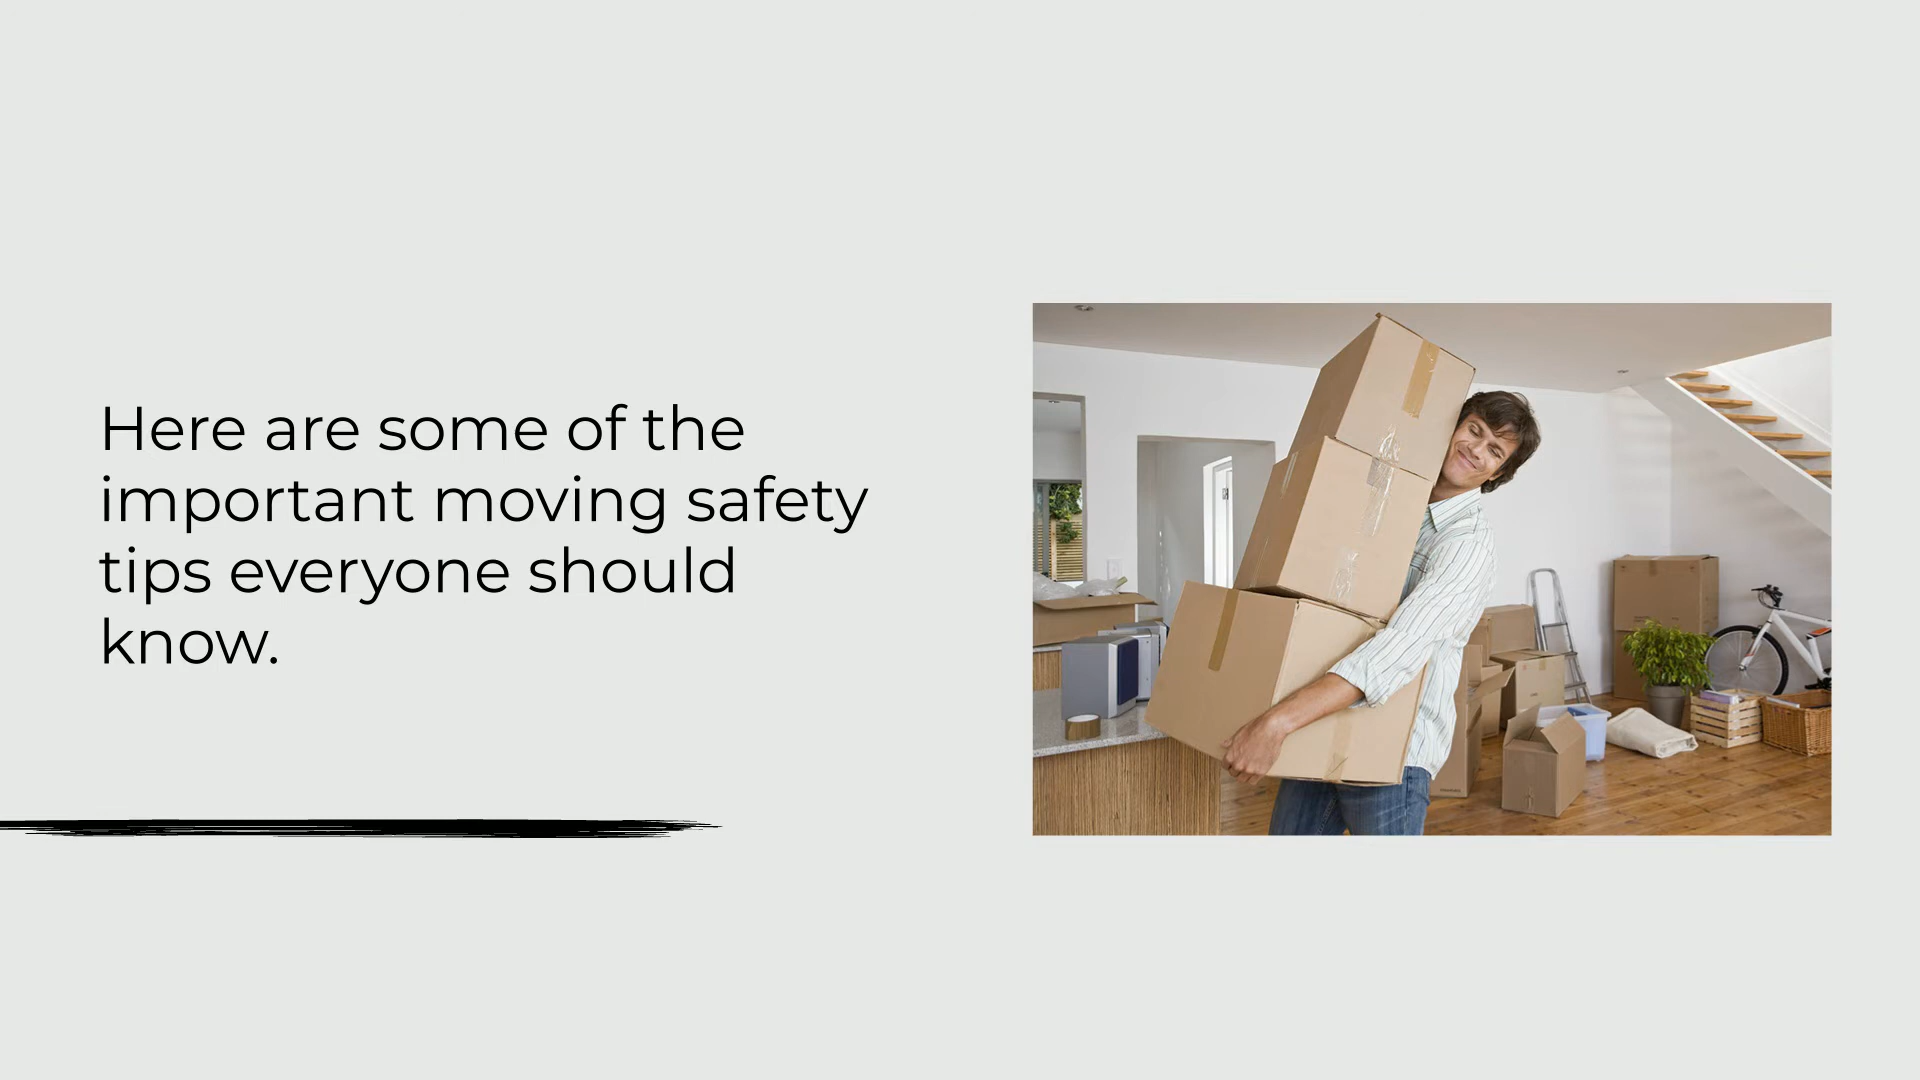 Here are some of the
important moving safety
tips everyone should
know.